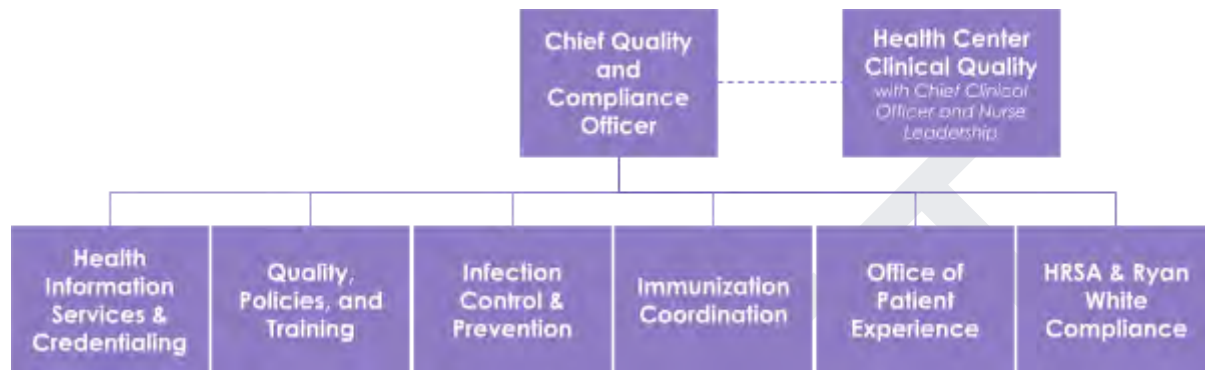 Chief Quality
and
Compliance
Officer
Health Center
Clinical Quality
with Chief Clinical
Officer and Nurse
Leadership
Health
Information
Services &
Credentialing
Quality,
Policies, and
Training
Infection
Control &
Prevention
Immunization
Coordination
Office of
Patient
Experience
HRSA & Ryan
White
Compliance